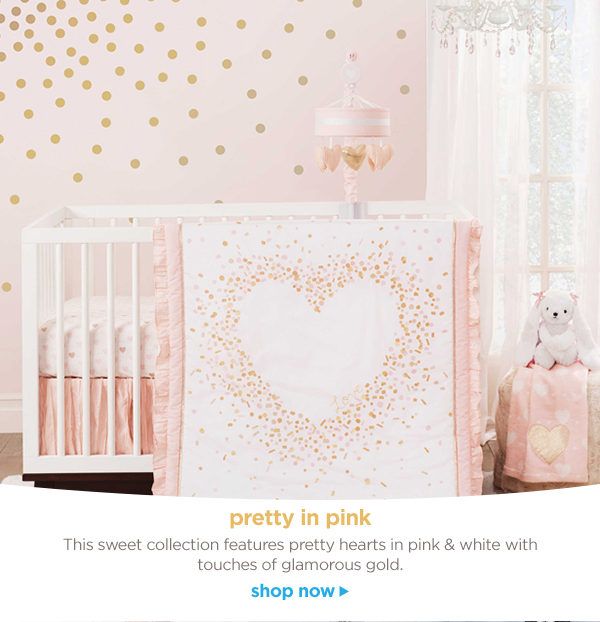 pretty in pink
This sweet collection features pretty hearts in pink & white with
touches of glamorous gold.
shop now ▶